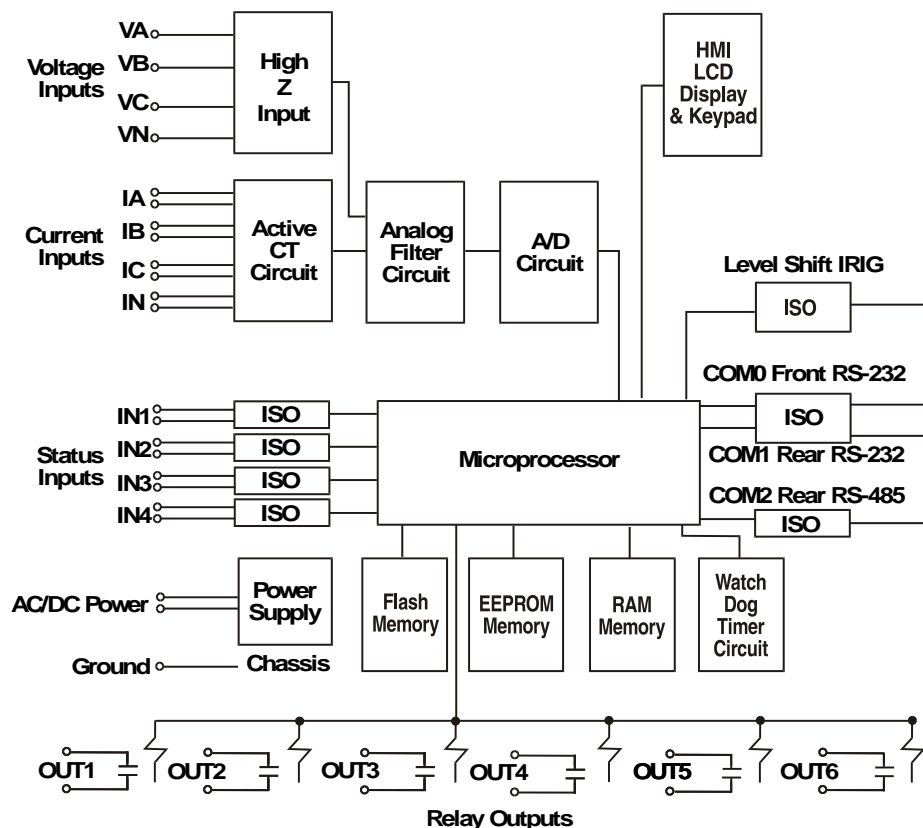 VA
VB
VC
VN
Voltage
Inputs
High
Z
Input
HMI
LCD
Display
& Keypad
IA
IB
IC
IN
Current
Inputs
Active
CT
Circuit
Analog
Filter
Circuit
A/D
Circuit
Level Shift IRIG
ISO
COM0 Front RS-232
ISO
COM1 Rear RS-232
COM2 Rear RS-485
ISO
IN1
IN2
IN3
IN4
Status
Inputs
ISO
ISO
ISO
ISO
Microprocessor
AC/DC Power
Power
Supply
Ground
Chassis
Flash
Memory
EEPROM
Memory
RAM
Memory
Watch
Dog
Timer
Circuit
OUT1
OUT2
OUT3
OUT4
OUT5
OUT6
Relay Outputs